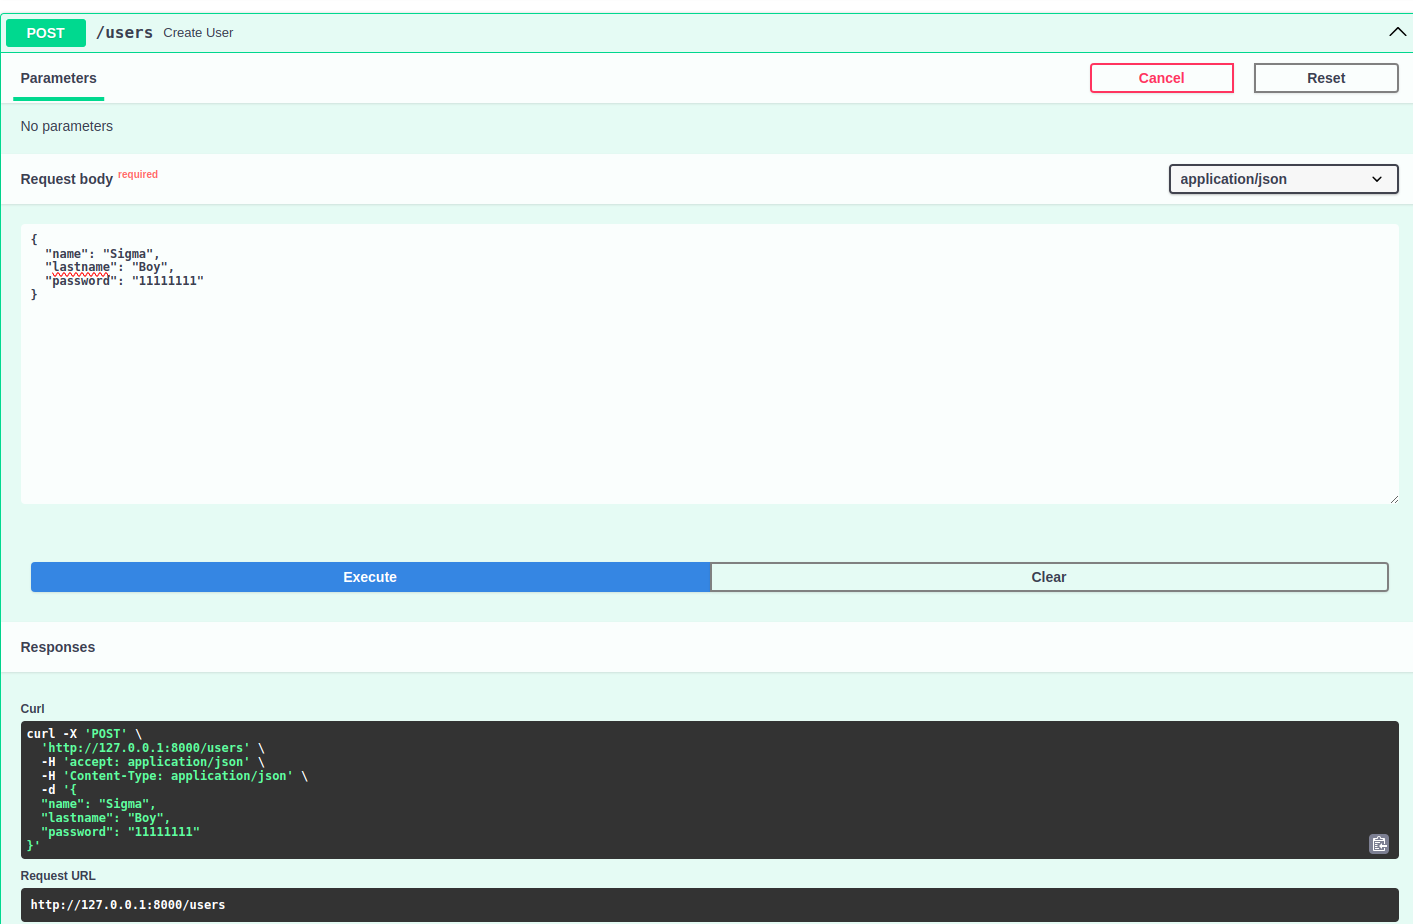 POST /users Create User
Parameters
Cancel
Reset
No parameters
Request body required
application/json
{
  "name": "Sigma",
  "lastname": "Boy",
  "password": "11111111"
}
Execute
Clear
Responses
Curl
curl -X 'POST' \
  'http://127.0.0.1:8000/users' \
  -H 'accept: application/json' \
  -H 'Content-Type: application/json' \
  -d '{
  "name": "Sigma",
  "lastname": "Boy",
  "password": "11111111"
}'
Request URL
http://127.0.0.1:8000/users